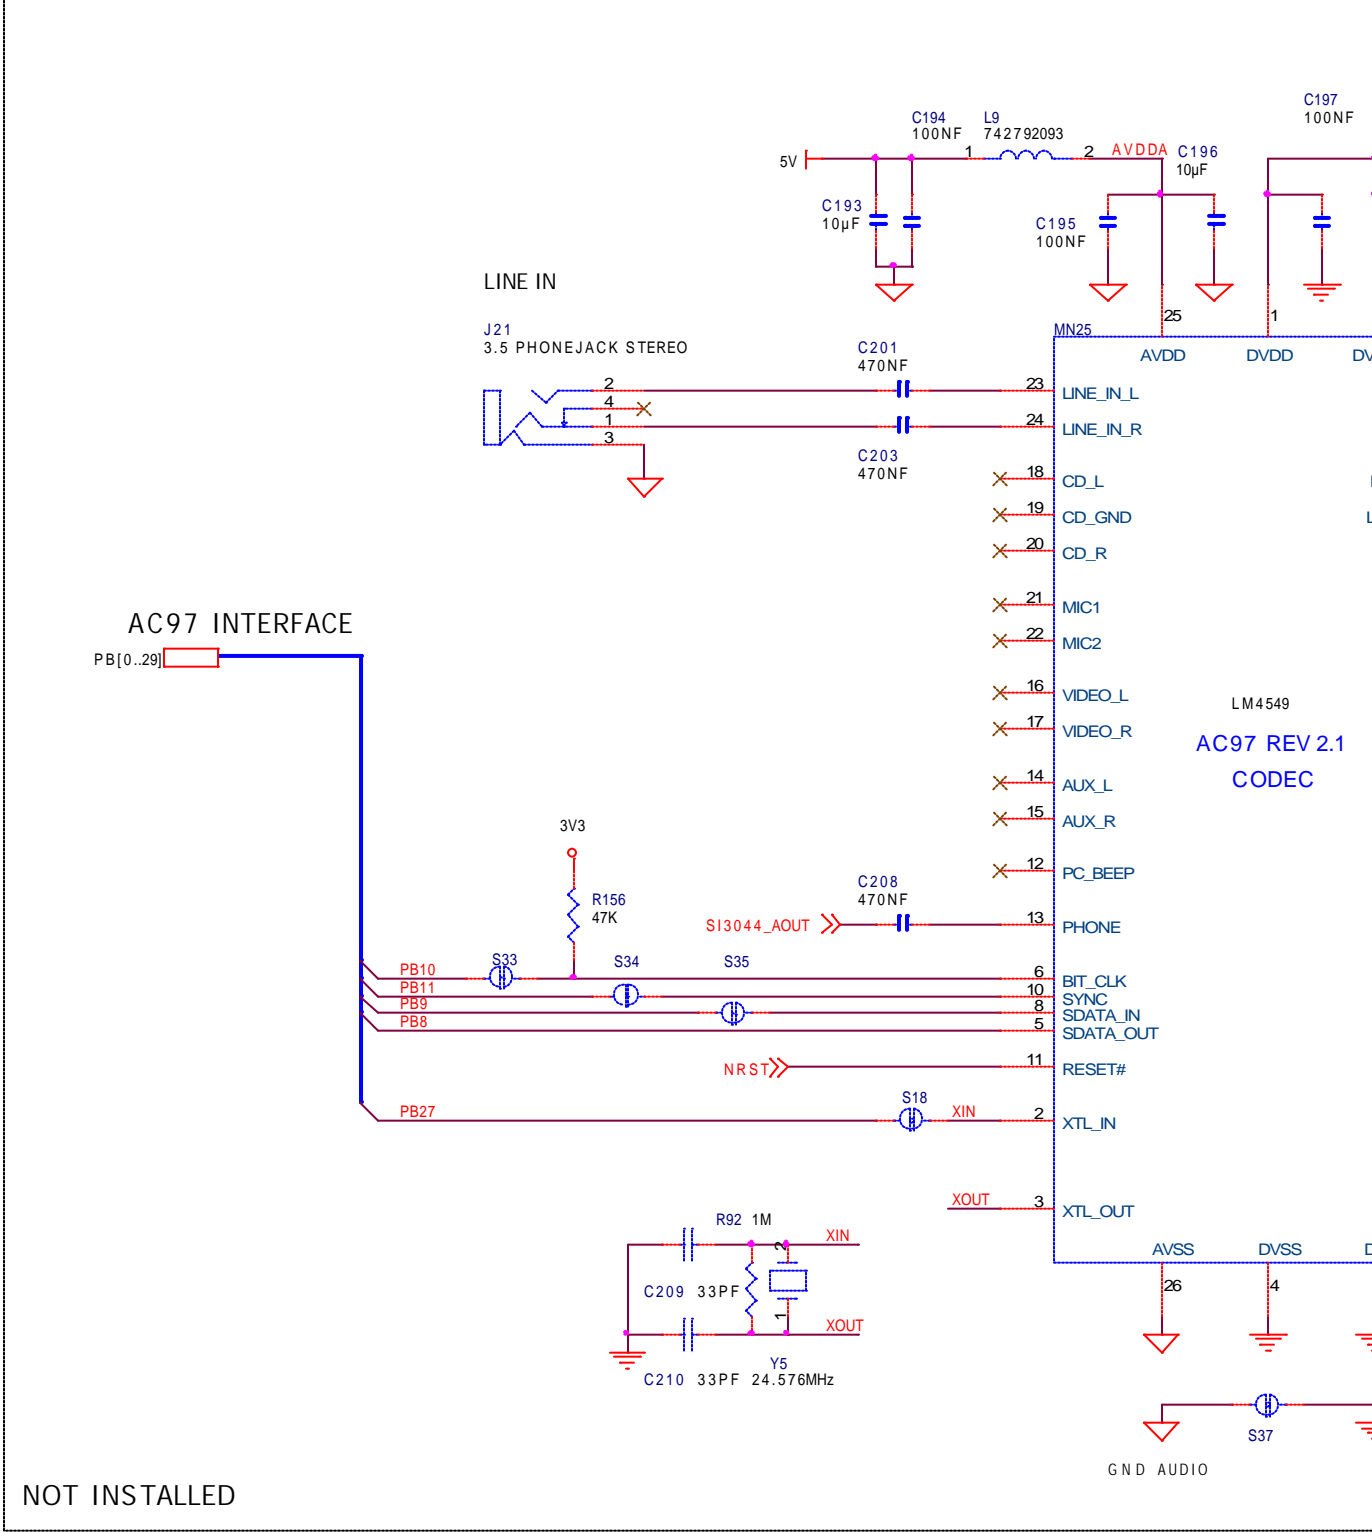 C197
100NF
C194
100NF
L9
742792093
5V
1
2
AVDDA
C196
10µF
C193
10µF
C195
100NF
LINE IN
J21
3.5 PHONEJACK STEREO
2
4
1
3
C201
470NF
C203
470NF
25
1
MN25
AVDD
DVDD
23
LINE_IN_L
24
LINE_IN_R
18
CD_L
19
CD_GND
20
CD_R
21
MIC1
22
MIC2
16
VIDEO_L
17
VIDEO_R
14
AUX_L
15
AUX_R
12
PC_BEEP
13
PHONE
6
BIT_CLK
10
SYNC
8
SDATA_IN
5
SDATA_OUT
11
RESET#
2
XTL_IN
3
XTL_OUT
LM4549
AC97 REV 2.1
CODEC
AC97 INTERFACE
PB[0..29]
3V3
R156
47K
C208
470NF
SI3044_AOUT
S33
S34
S35
PB10
PB11
PB9
PB8
NRST
PB27
S18
XIN
XOUT
R92 1M
XIN
2
C209 33PF
1
XOUT
Y5
C210 33PF 24.576MHz
AVSS
DVSS
26
4
S37
GND AUDIO
NOT INSTALLED